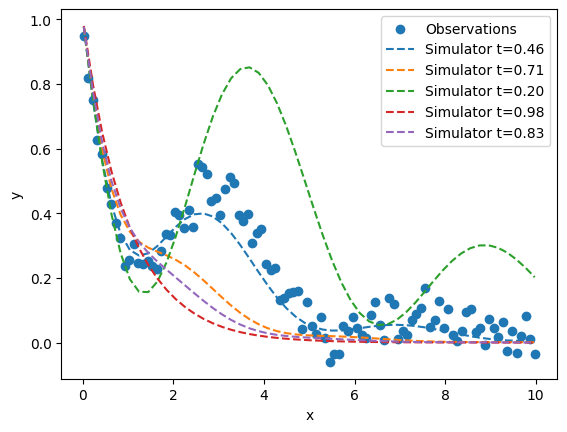 1.0
0.8
0.6
0.4
0.2
0.0
y
0
2
4
6
8
10
x
Observations
Simulator t=0.46
Simulator t=0.71
Simulator t=0.20
Simulator t=0.98
Simulator t=0.83